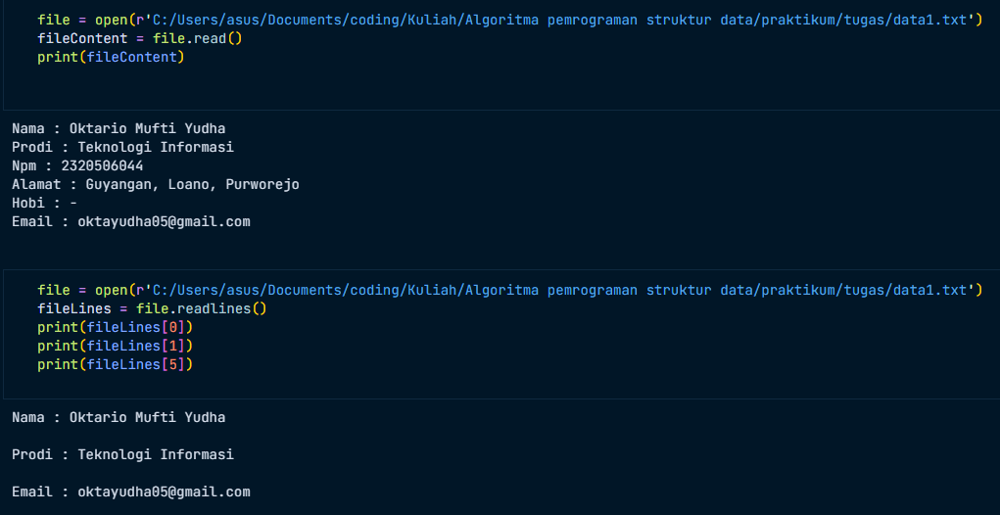 file = open(r'C:/Users/asus/Documents/coding/Kuliah/Algoritma pemrograman struktur data/praktikum/tugas/data1.txt')
fileContent = file.read()
print(fileContent)
Nama : Oktario Mufti Yudha
Prodi : Teknologi Informasi
Npm : 2320506044
Alamat : Guyangan, Loano, Purworejo
Hobi : -
Email : oktayudha05@gmail.com
file = open(r'C:/Users/asus/Documents/coding/Kuliah/Algoritma pemrograman struktur data/praktikum/tugas/data1.txt')
fileLines = file.readlines()
print(fileLines[0])
print(fileLines[1])
print(fileLines[5])
Nama : Oktario Mufti Yudha
Prodi : Teknologi Informasi
Email : oktayudha05@gmail.com